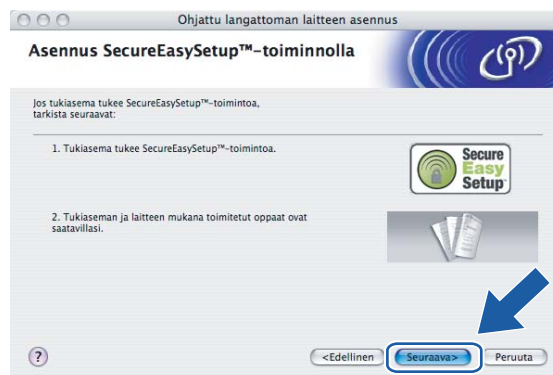 Ohjattu langattoman laitteen asennus
Asennus SecureEasySetup™-toiminnolla
Jos tukiasema tukee SecureEasySetup™-toimintoa,
tarkista seuraavat:
1. Tukiasema tukee SecureEasySetup™-toimintoa.
Secure
Easy
Setup
2. Tukiaseman ja laitteen mukana toimitetut oppaat ovat
saatavillasi.
? <Edellinen Seuraava> Peruuta